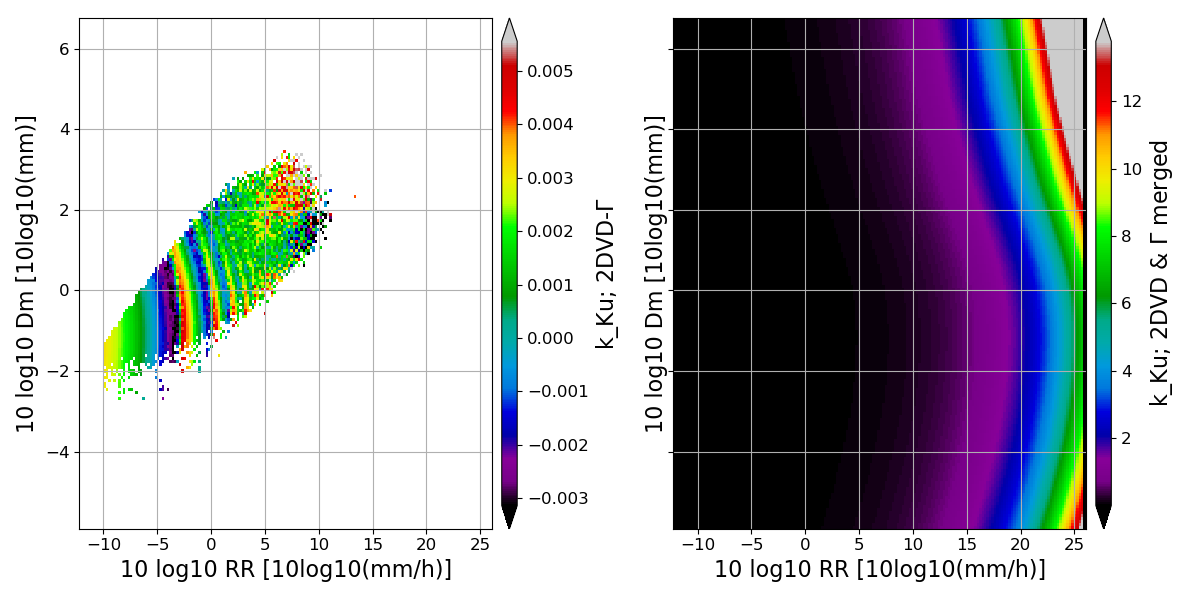 6
4
2
0
−2
−4
10 log10 Dm [10log10(mm)]
−10 −5 0 5 10 15 20 25
10 log10 RR [10log10(mm/h)]
0.005
0.004
0.003
0.002
0.001
0.000
−0.001
−0.002
−0.003
k_Ku; 2DVD-Γ
10 log10 Dm [10log10(mm)]
−10 −5 0 5 10 15 20 25
10 log10 RR [10log10(mm/h)]
12
10
8
6
4
2
k_Ku; 2DVD & Γ merged